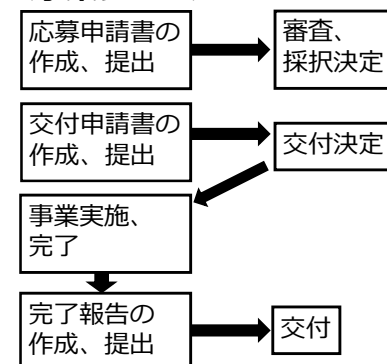 応募申請書の
作成、提出
審査、
採択決定
交付申請書の
作成、提出
交付決定
事業実施、
完了
完了報告の
作成、提出
交付